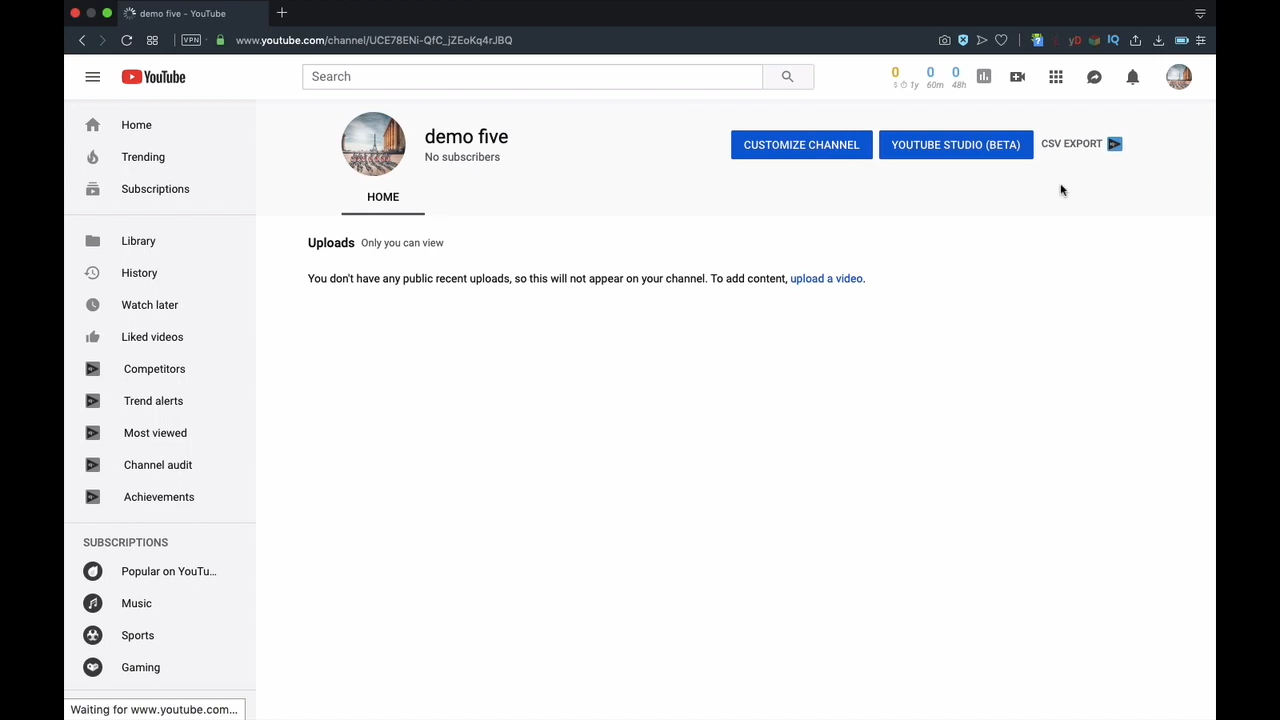 demo five - YouTube
VPN
www.youtube.com/channel/UCE78ENi-QfC_jZEoKq4rJBQ
yD
IQ
YouTube
Search
0 0 0
1y 60m 48h
Home
Trending
Subscriptions
Library
History
Watch later
Liked videos
Competitors
Trend alerts
Most viewed
Channel audit
Achievements
SUBSCRIPTIONS
Popular on YouTu...
Music
Sports
Gaming
Waiting for www.youtube.com...
demo five
No subscribers
CUSTOMIZE CHANNEL
YOUTUBE STUDIO (BETA)
CSV EXPORT
HOME
Uploads Only you can view
You don't have any public recent uploads, so this will not appear on your channel. To add content, upload a video.